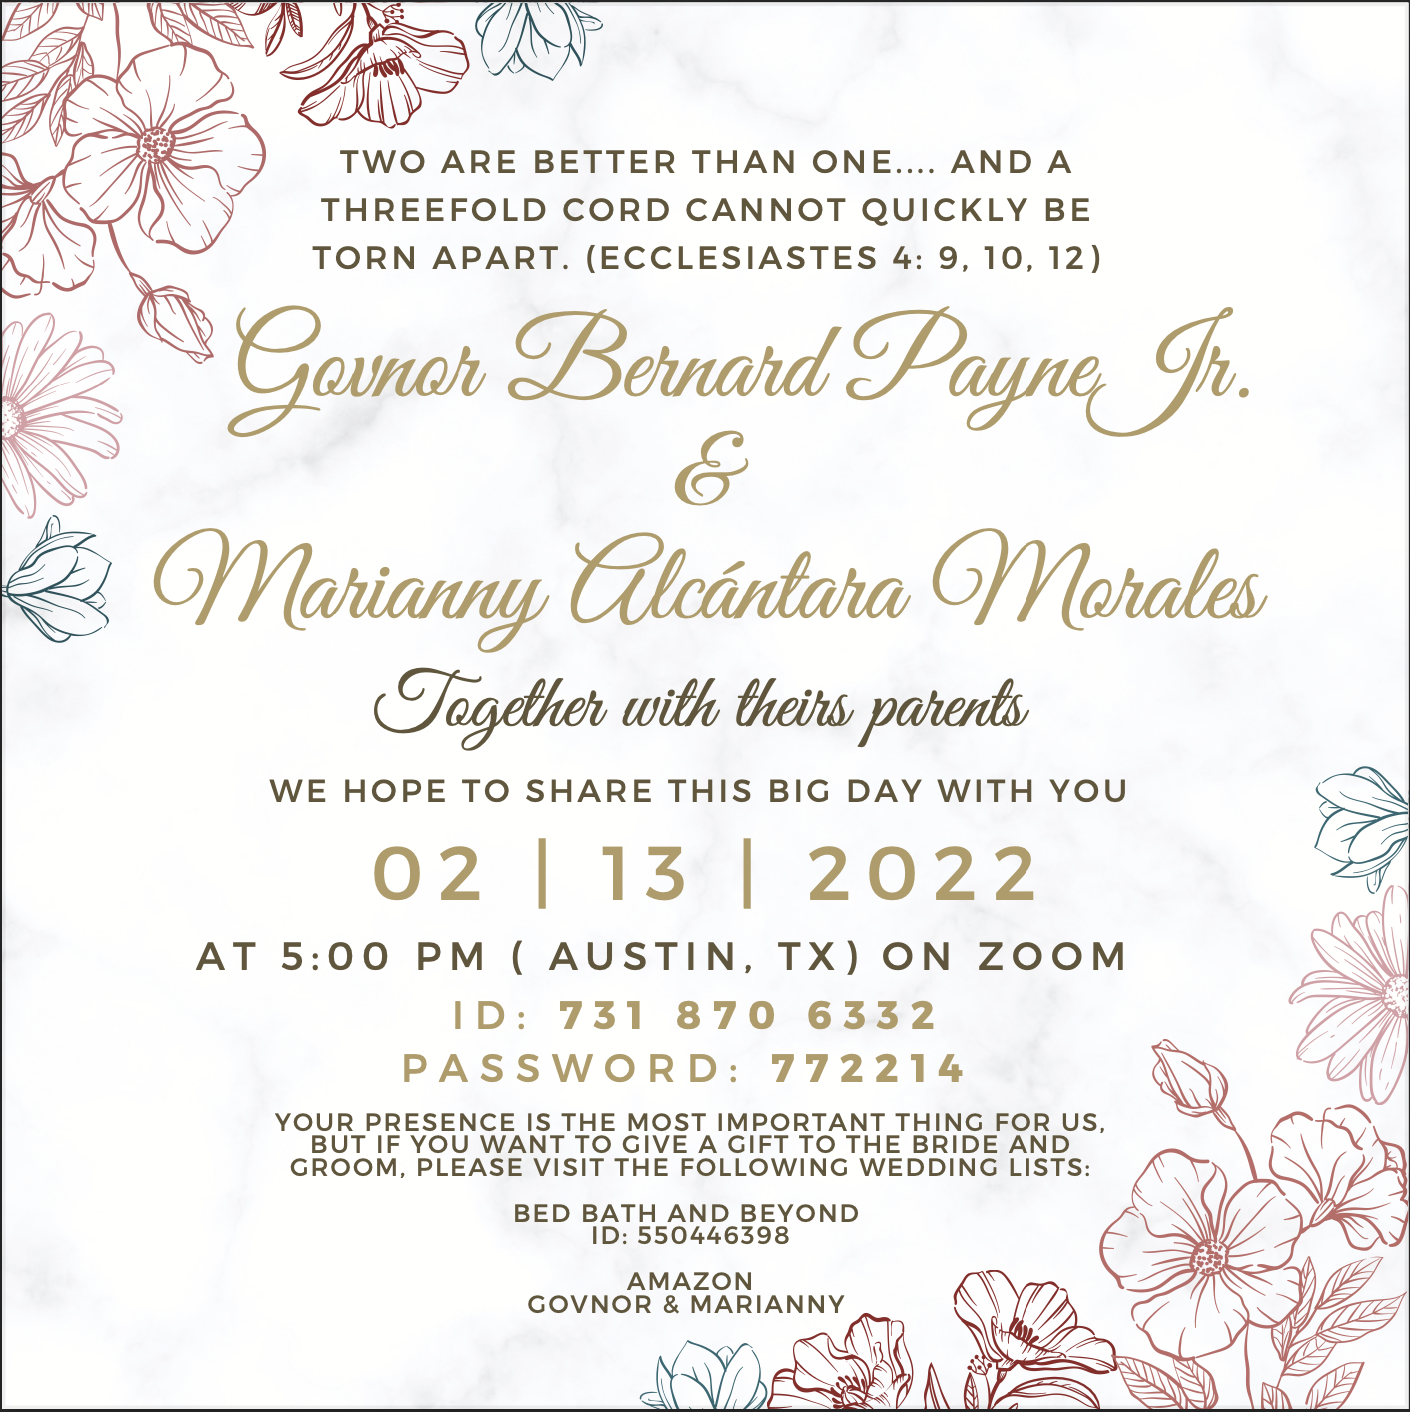 TWO ARE BETTER THAN ONE.... AND A
THREEFOLD CORD CANNOT QUICKLY BE
TORN APART. (ECCLESIASTES 4: 9, 10, 12)
Govnor Bernard Payne Jr.
&
Marianny Alcántara Morales
Together with theirs parents
WE HOPE TO SHARE THIS BIG DAY WITH YOU
02 | 13 | 2022
AT 5:00 PM ( AUSTIN, TX) ON ZOOM
ID: 731 870 6332
PASSWORD: 772214
YOUR PRESENCE IS THE MOST IMPORTANT THING FOR US,
BUT IF YOU WANT TO GIVE A GIFT TO THE BRIDE AND
GROOM, PLEASE VISIT THE FOLLOWING WEDDING LISTS:
BED BATH AND BEYOND
ID: 550446398
AMAZON
GOVNOR & MARIANNY